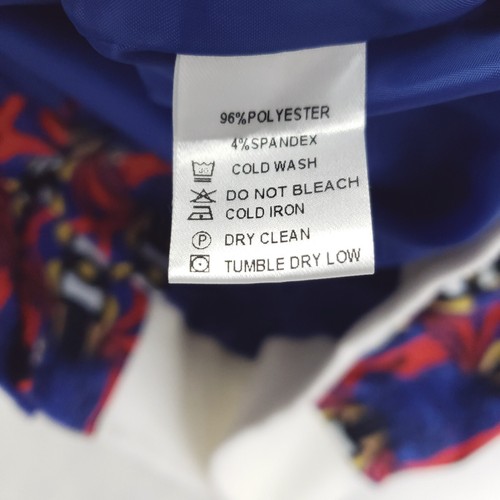 96%POLYESTER
4%SPANDEX
COLD WASH
DO NOT BLEACH
COLD IRON
P DRY CLEAN
TUMBLE DRY LOW